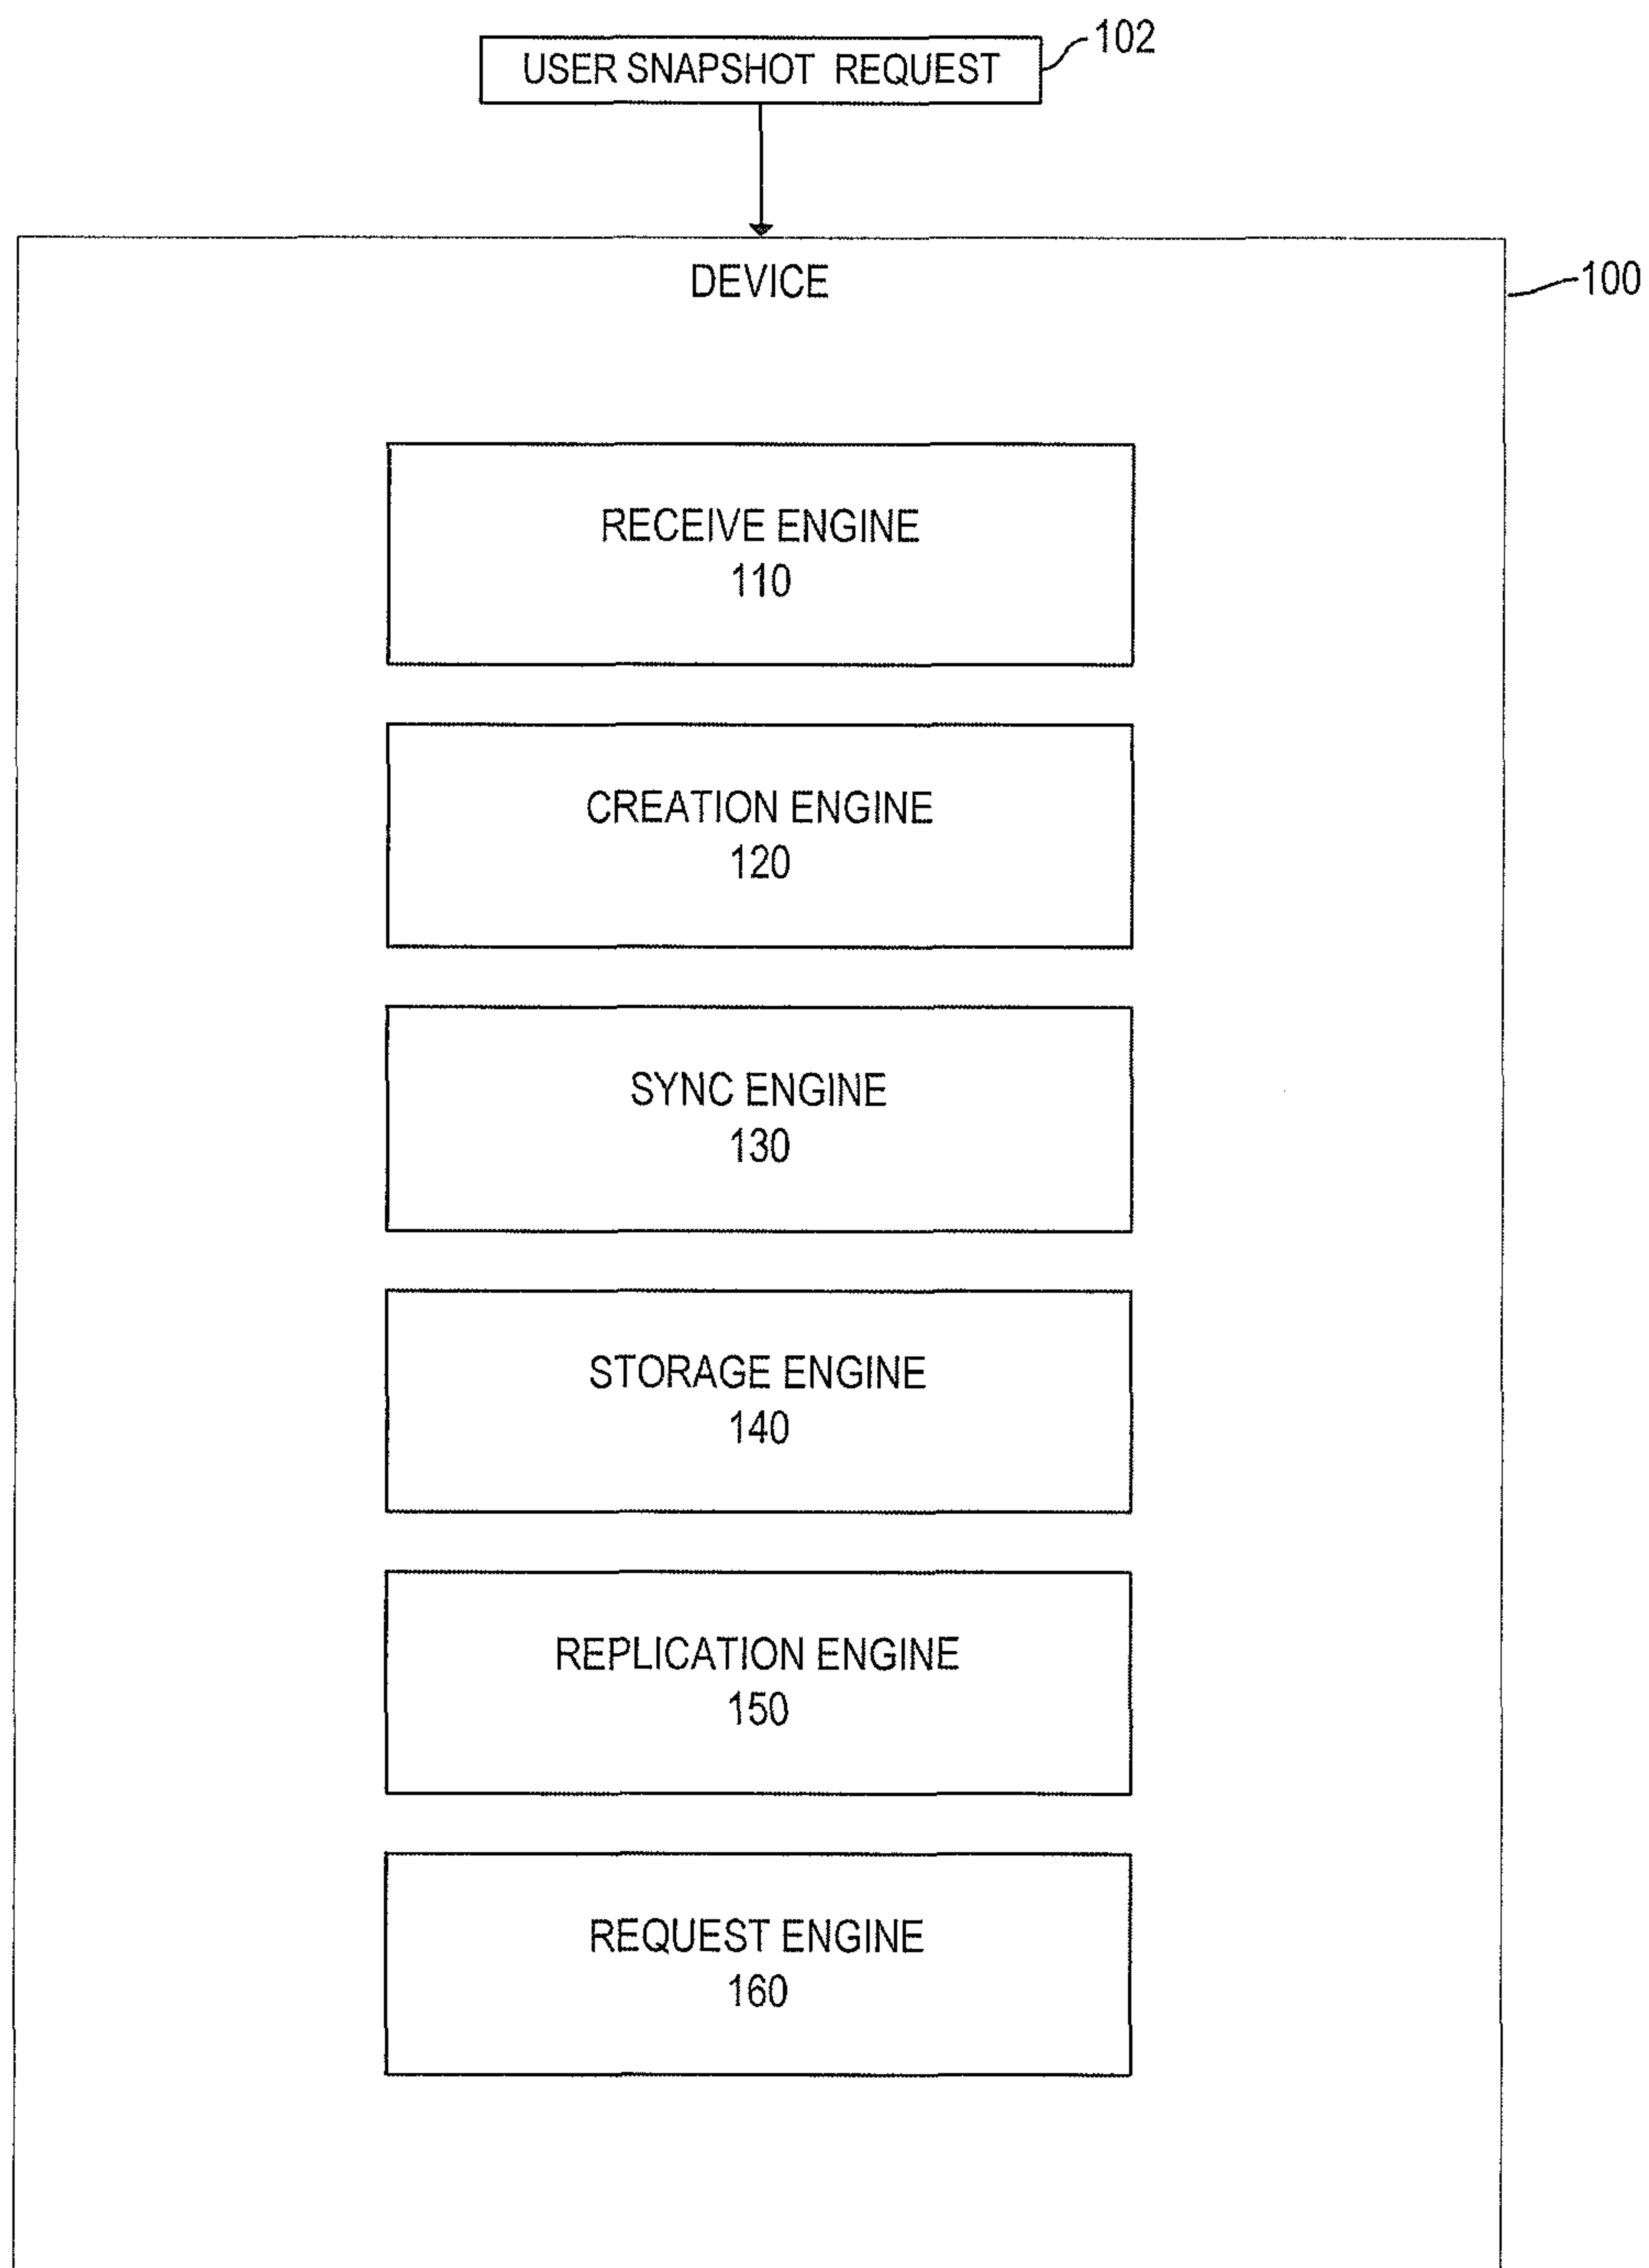 102
USER SNAPSHOT REQUEST
DEVICE
100
RECEIVE ENGINE
110
CREATION ENGINE
120
SYNC ENGINE
130
STORAGE ENGINE
140
REPLICATION ENGINE
150
REQUEST ENGINE
160